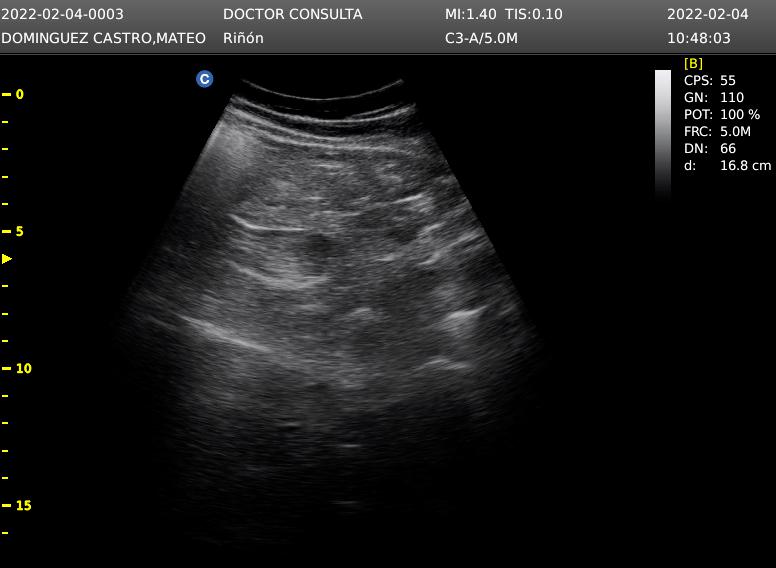 2022-02-04-0003 DOCTOR CONSULTA MI:1.40 TIS:0.10 2022-02-04
DOMINGUEZ CASTRO,MATEO Riñón C3-A/5.0M 10:48:03
[B]
C
CPS: 55
0
GN: 110
POT: 100 %
FRC: 5.0M
DN: 66
d: 16.8 cm
5
10
15